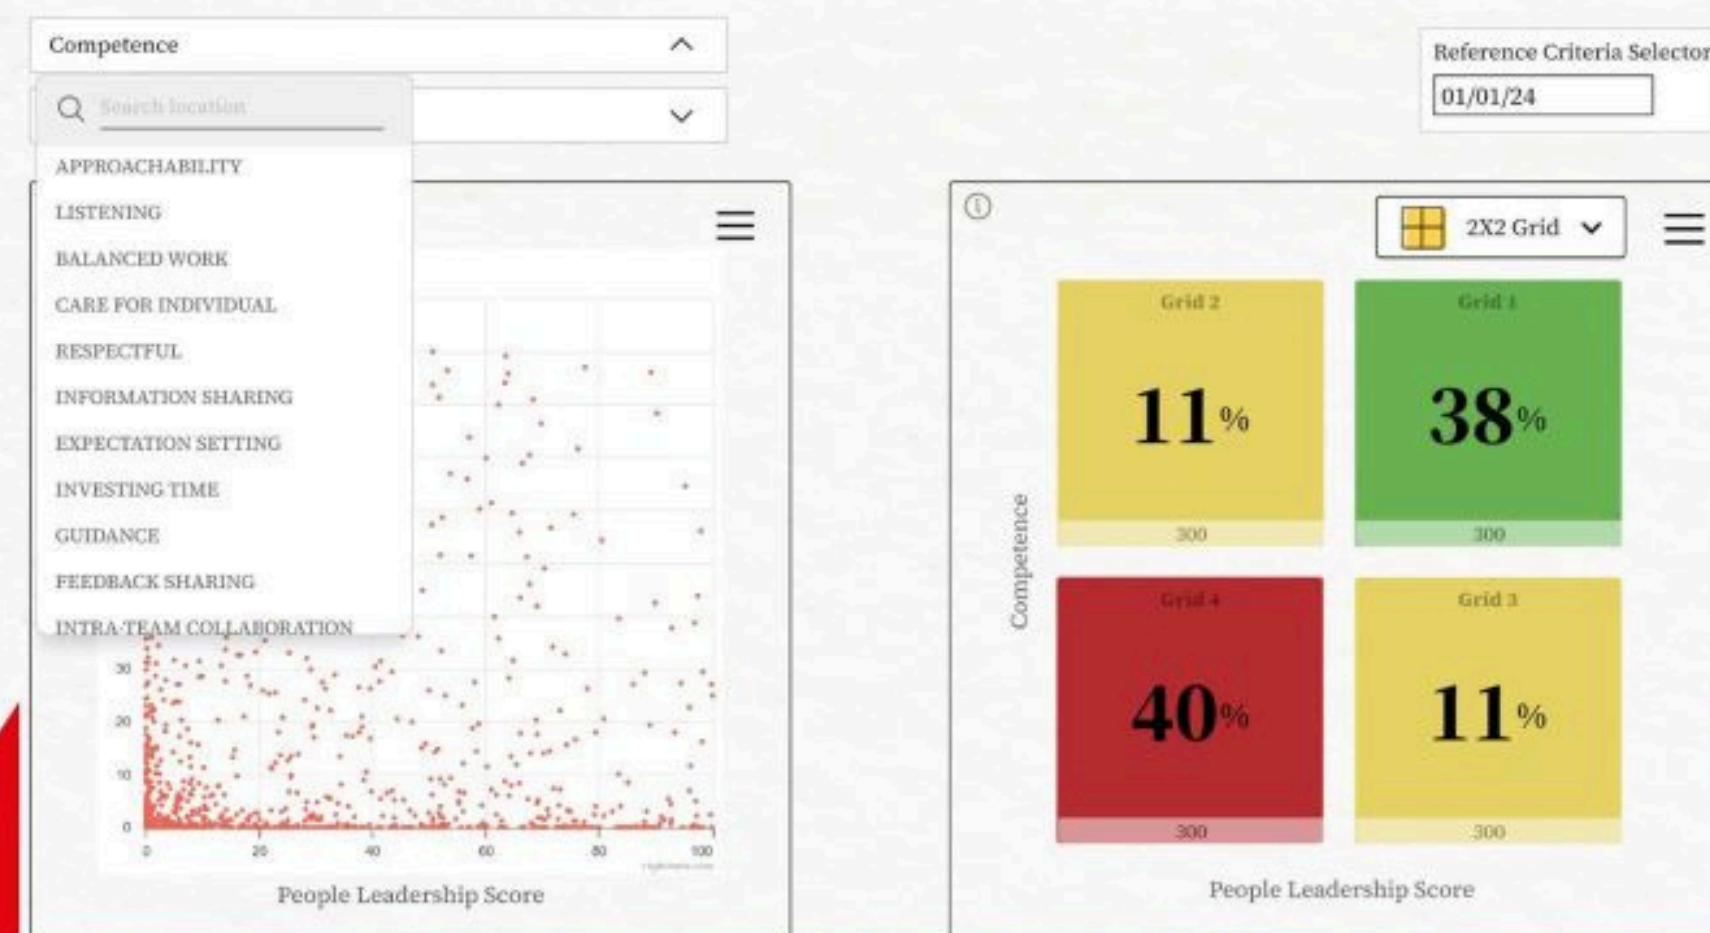 Competence
Search location
APPROACHABILITY
LISTENING
BALANCED WORK
CARE FOR INDIVIDUAL
RESPECTFUL
INFORMATION SHARING
EXPECTATION SETTING
INVESTING TIME
GUIDANCE
FEEDBACK SHARING
INTRA-TEAM COLLABORATION
30
20
10
0
0 20 40 60 80 100
People Leadership Score
Reference Criteria Selector
01/01/24
2X2 Grid
Grid 2
11%
300
Grid 1
38%
300
Competence
Grid 4
40%
300
Grid 3
11%
300
People Leadership Score